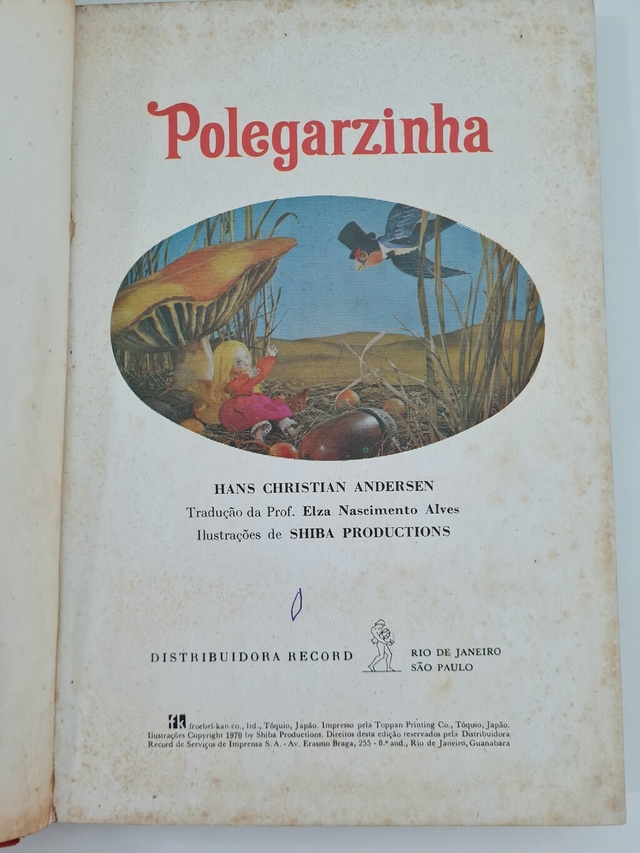 Polegarzinha
HANS CHRISTIAN ANDERSEN
Tradução da Prof. Elza Nascimento Alves
Ilustrações de SHIBA PRODUCTIONS
DISTRIBUIDORA RECORD
RIO DE JANEIRO
SÃO PAULO
fk froebel-kan co., ltd., Tóquio, Japão. Impresso pela Toppan Printing Co., Tóquio, Japão.
Ilustrações Copyright 1970 by Shiba Productions. Direitos desta edição reservados pela Distribuidora
Record de Serviços de Imprensa S. A. - Av. Erasmo Braga, 255 - 8.º and., Rio de Janeiro, Guanabara